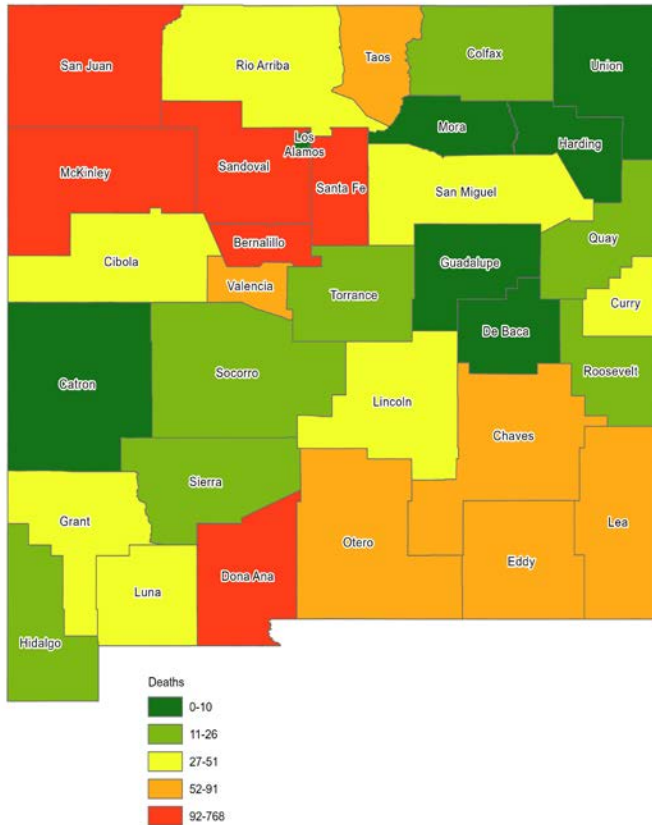 San Juan
Rio Arriba
Taos
Colfax
Union
Mora
Harding
Los
Alamos
McKinley
Sandoval
Santa Fe
San Miguel
Bernalillo
Quay
Cibola
Guadalupe
Valencia
Torrance
Curry
De Baca
Catron
Socorro
Roosevelt
Lincoln
Chaves
Sierra
Grant
Otero
Lea
Eddy
Dona Ana
Luna
Hidalgo
Deaths
0-10
11-26
27-51
52-91
92-768